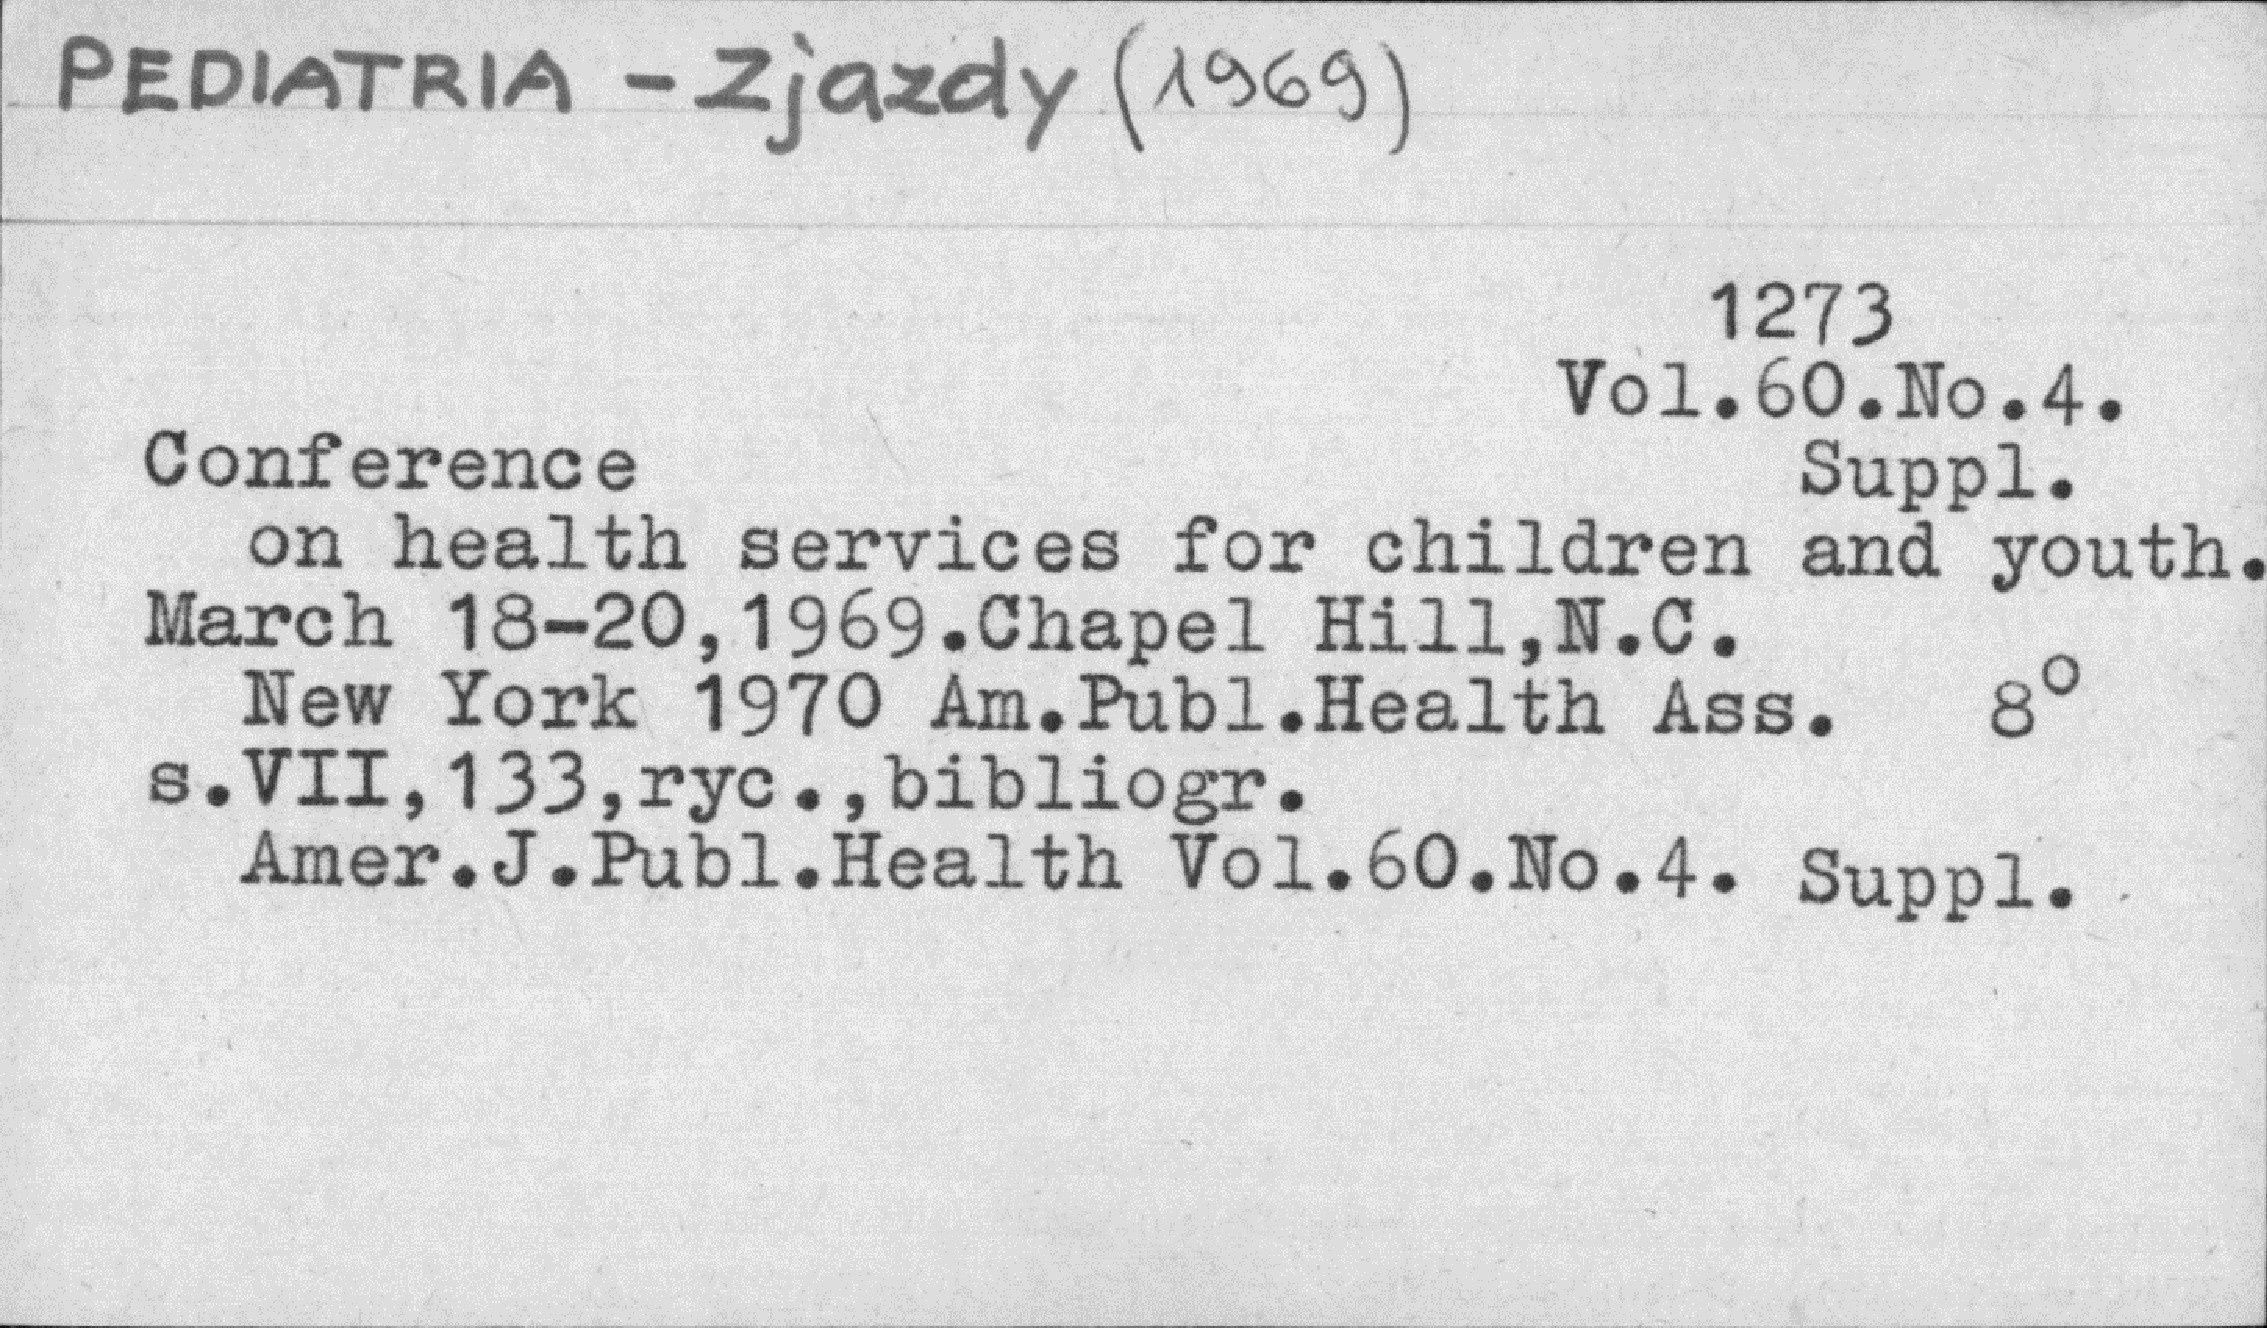 PEDIATRIA - Zjazdy (1969)
1273
Vol.60.No.4.
Suppl.
Conference
on health services for children and youth.
March 18-20,1969.Chapel Hill,N.C.
New York 1970 Am.Publ.Health Ass. 8°
s.VII,133,ryc.,bibliogr.
Amer.J.Publ.Health Vol.60.No.4. Suppl.